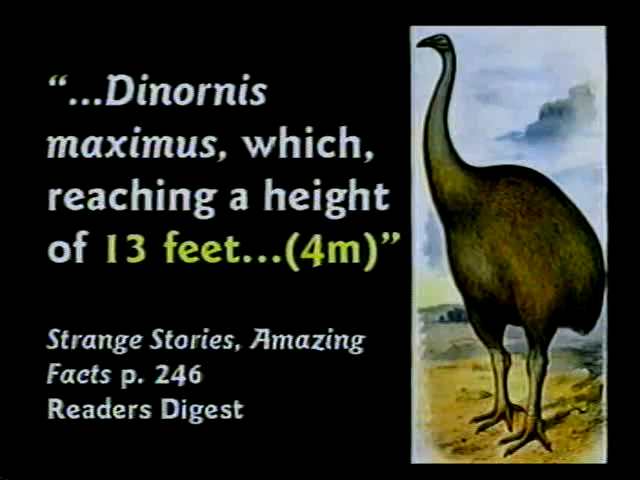 “...Dinornis
maximus, which,
reaching a height
of 13 feet...(4m)”
Strange Stories, Amazing
Facts p. 246
Readers Digest